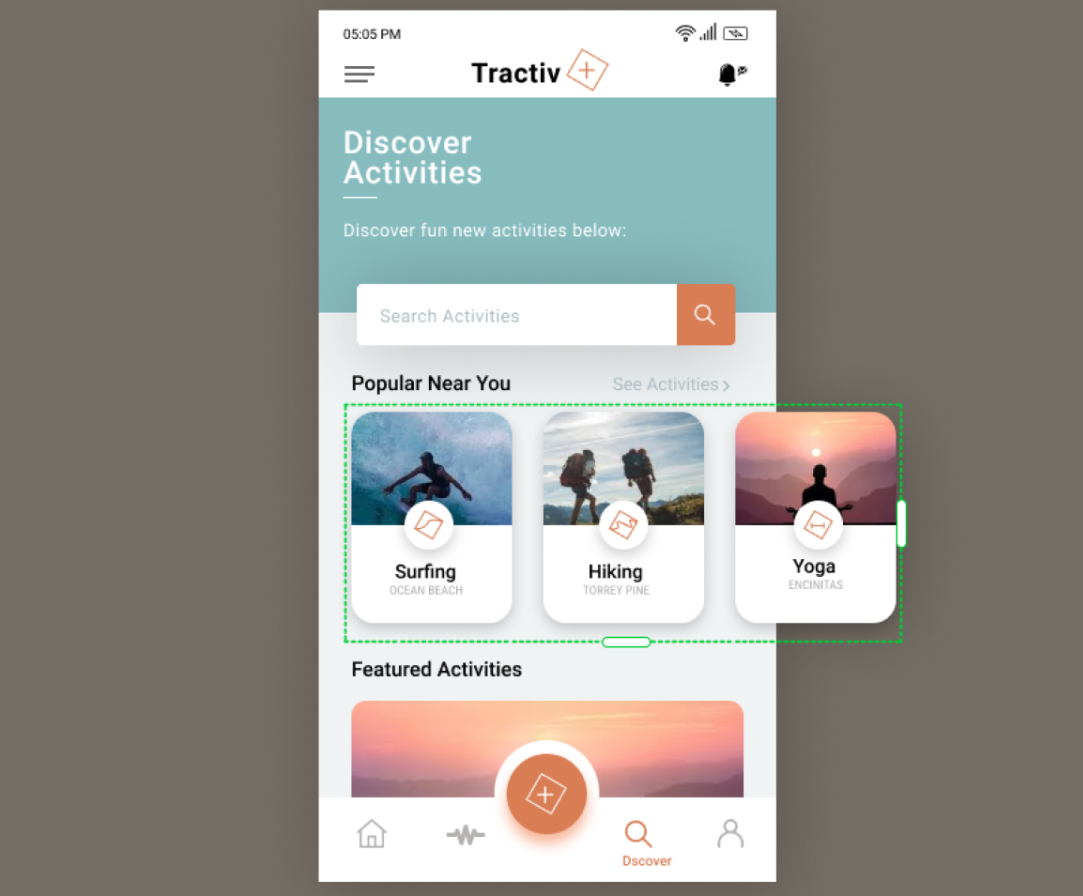 05:05 PM
Tractiv
Discover
Activities
Discover fun new activities below:
Search Activities
Popular Near You
See Activities
Surfing
OCEAN BEACH
Hiking
TORREY PINE
Yoga
ENCINITAS
Featured Activities
Dscover